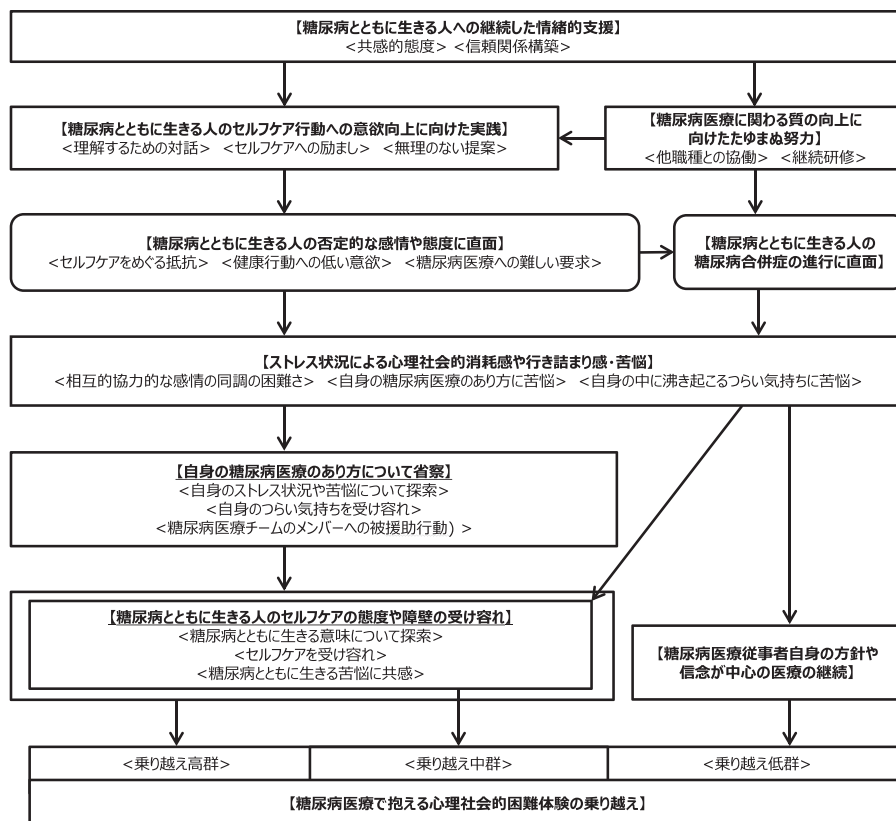 【糖尿病とともに生きる人への継続した情緒的支援】
<共感的態度> <信頼関係構築>
【糖尿病とともに生きる人のセルフケア行動への意欲向上に向けた実践】
<理解するための対話> <セルフケアへの励まし> <無理のない提案>
【糖尿病医療に関わる質の向上に
向けたたゆまぬ努力】
<他職種との協働> <継続研修>
【糖尿病とともに生きる人の否定的な感情や態度に直面】
<セルフケアをめぐる抵抗> <健康行動への低い意欲> <糖尿病医療への難しい要求>
【糖尿病とともに生きる人の
糖尿病合併症の進行に直面】
【ストレス状況による心理社会的消耗感や行き詰まり感・苦悩】
<相互的協力的な感情の同調の困難さ> <自身の糖尿病医療のあり方に苦悩> <自身の中に沸き起こるつらい気持ちに苦悩>
【自身の糖尿病医療のあり方について省察】
<自身のストレス状況や苦悩について探索>
<自身のつらい気持ちを受け容れ>
<糖尿病医療チームのメンバーへの被援助行動) >
【糖尿病とともに生きる人のセルフケアの態度や障壁の受け容れ】
<糖尿病とともに生きる意味について探索>
<セルフケアを受け容れ>
<糖尿病とともに生きる苦悩に共感>
【糖尿病医療従事者自身の方針や
信念が中心の医療の継続】
<乗り越え高群>
<乗り越え中群>
<乗り越え低群>
【糖尿病医療で抱える心理社会的困難体験の乗り越え】